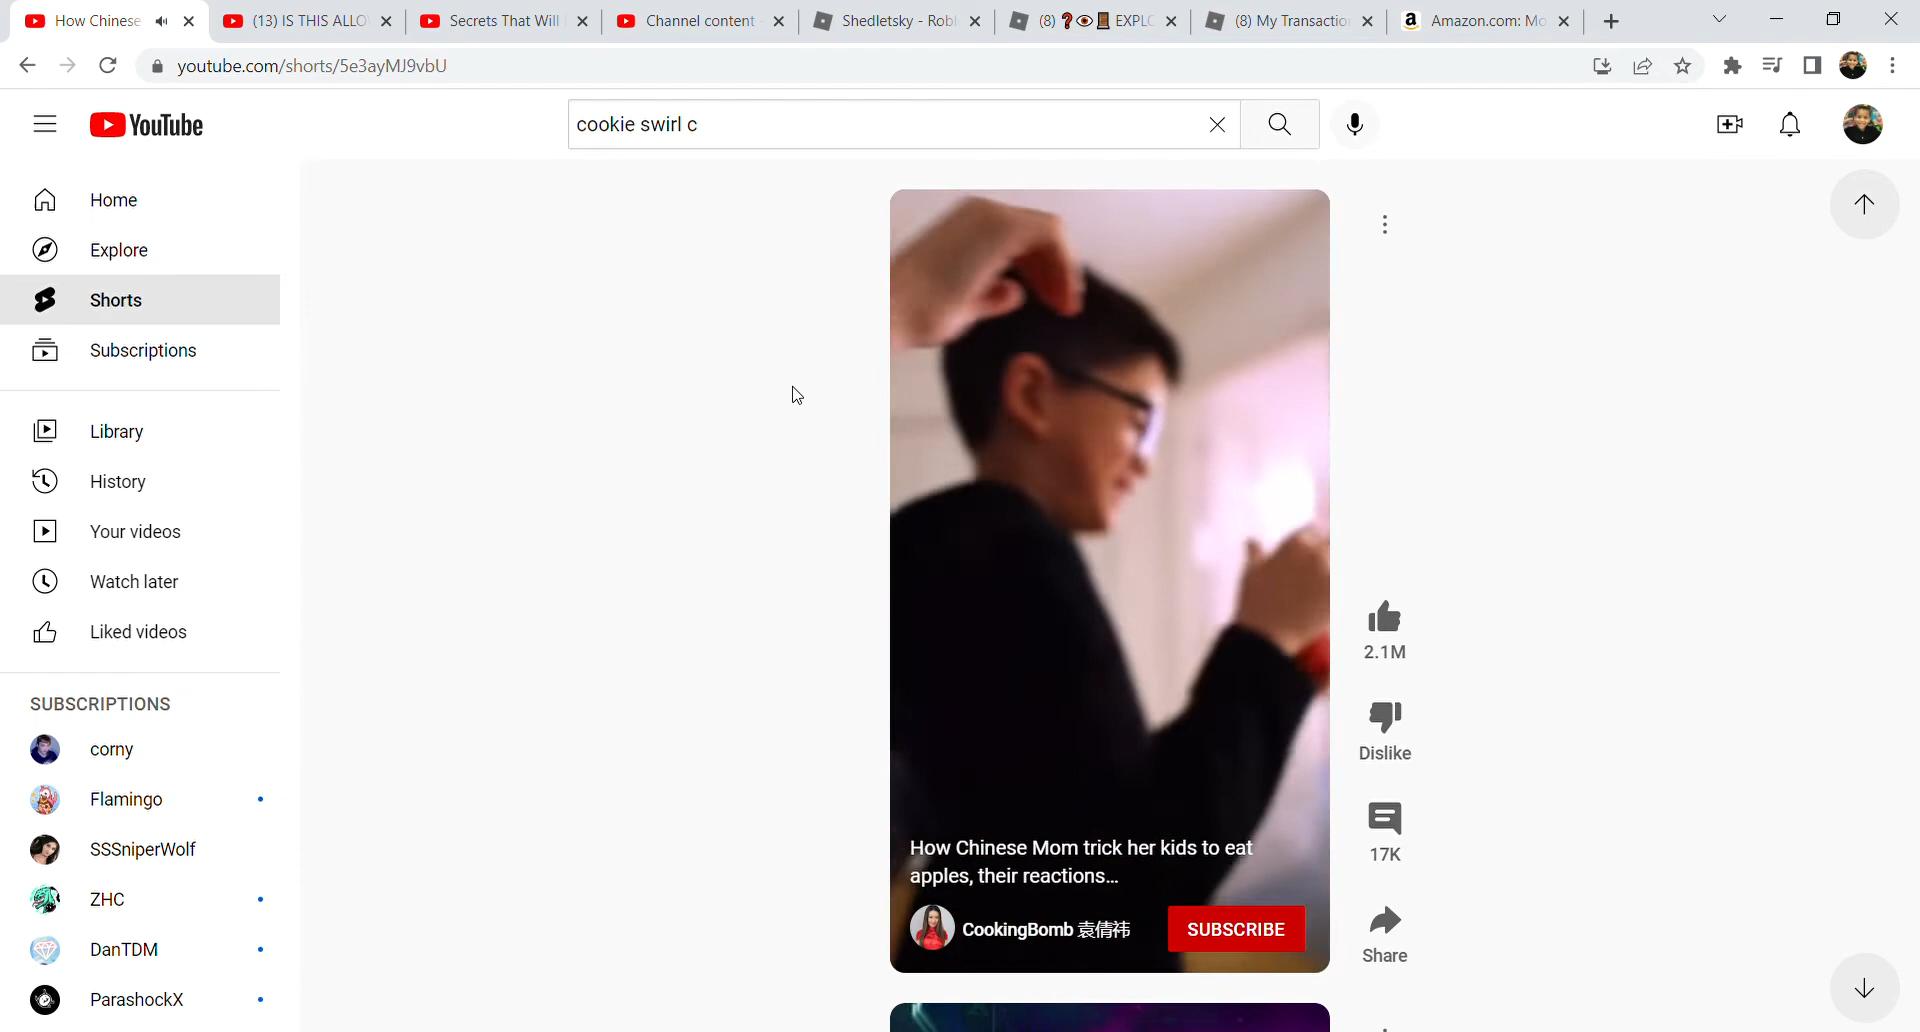 How Chinese
(13) IS THIS ALLO
Secrets That Will
Channel content -
Shedletsky - Robl
(8) ❓👁🚪 EXPLO
(8) My Transactio
Amazon.com: Mo
youtube.com/shorts/5e3ayMJ9vbU
YouTube
cookie swirl c
Home
Explore
Shorts
Subscriptions
Library
History
Your videos
Watch later
Liked videos
SUBSCRIPTIONS
corny
Flamingo
SSSniperWolf
ZHC
DanTDM
ParashockX
How Chinese Mom trick her kids to eat
apples, their reactions...
CookingBomb 袁倩祎
SUBSCRIBE
2.1M
Dislike
17K
Share